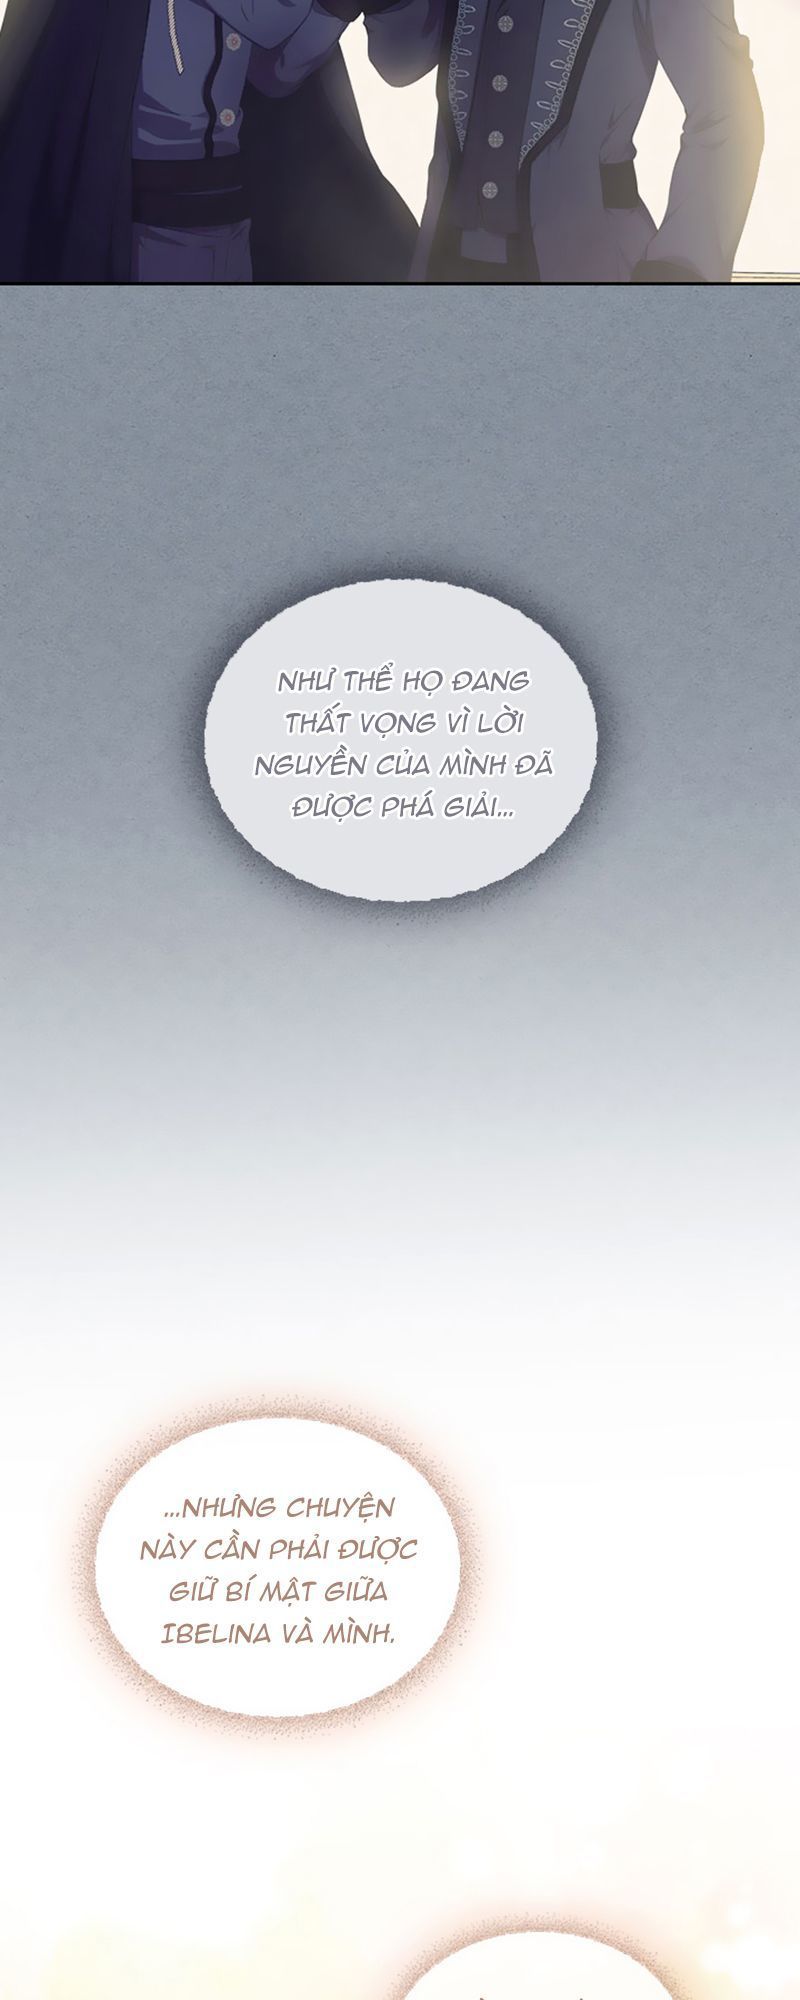 NHƯ THỂ HỌ ĐANG
THẤT VỌNG VÌ LỜI
NGUYỀN CỦA MÌNH ĐÃ
ĐƯỢC PHÁ GIẢI...
...NHƯNG CHUYỆN
NÀY CẦN PHẢI ĐƯỢC
GIỮ BÍ MẬT GIỮA
IBELINA VÀ MÌNH.